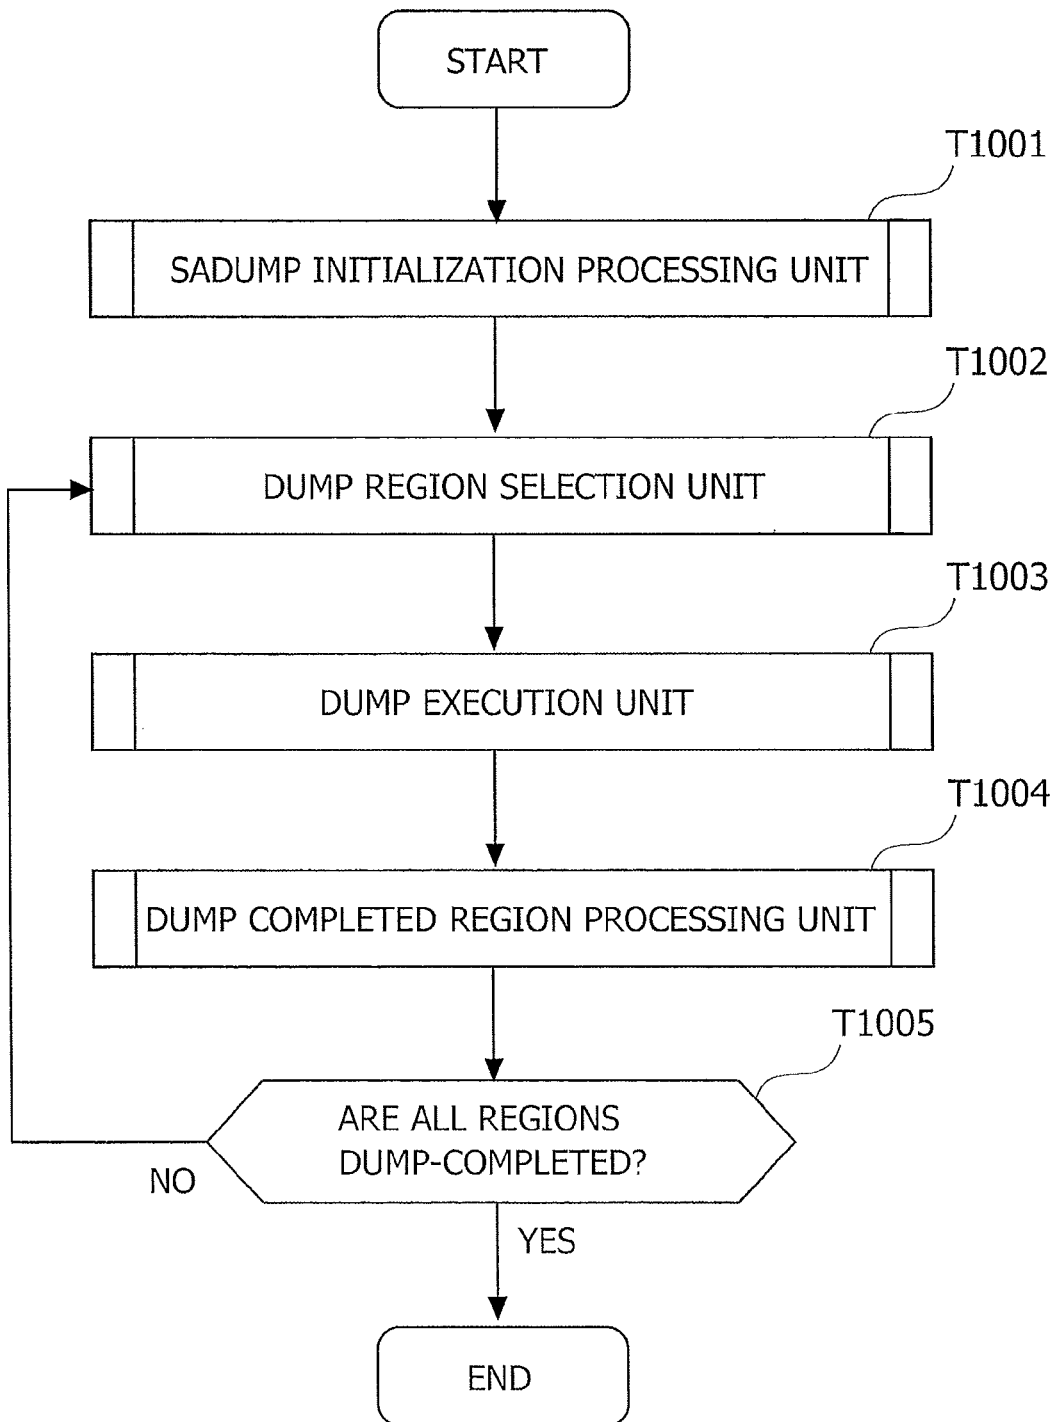 START
T1001
SADUMP INITIALIZATION PROCESSING UNIT
T1002
DUMP REGION SELECTION UNIT
T1003
DUMP EXECUTION UNIT
T1004
DUMP COMPLETED REGION PROCESSING UNIT
T1005
ARE ALL REGIONS
DUMP-COMPLETED?
NO
YES
END